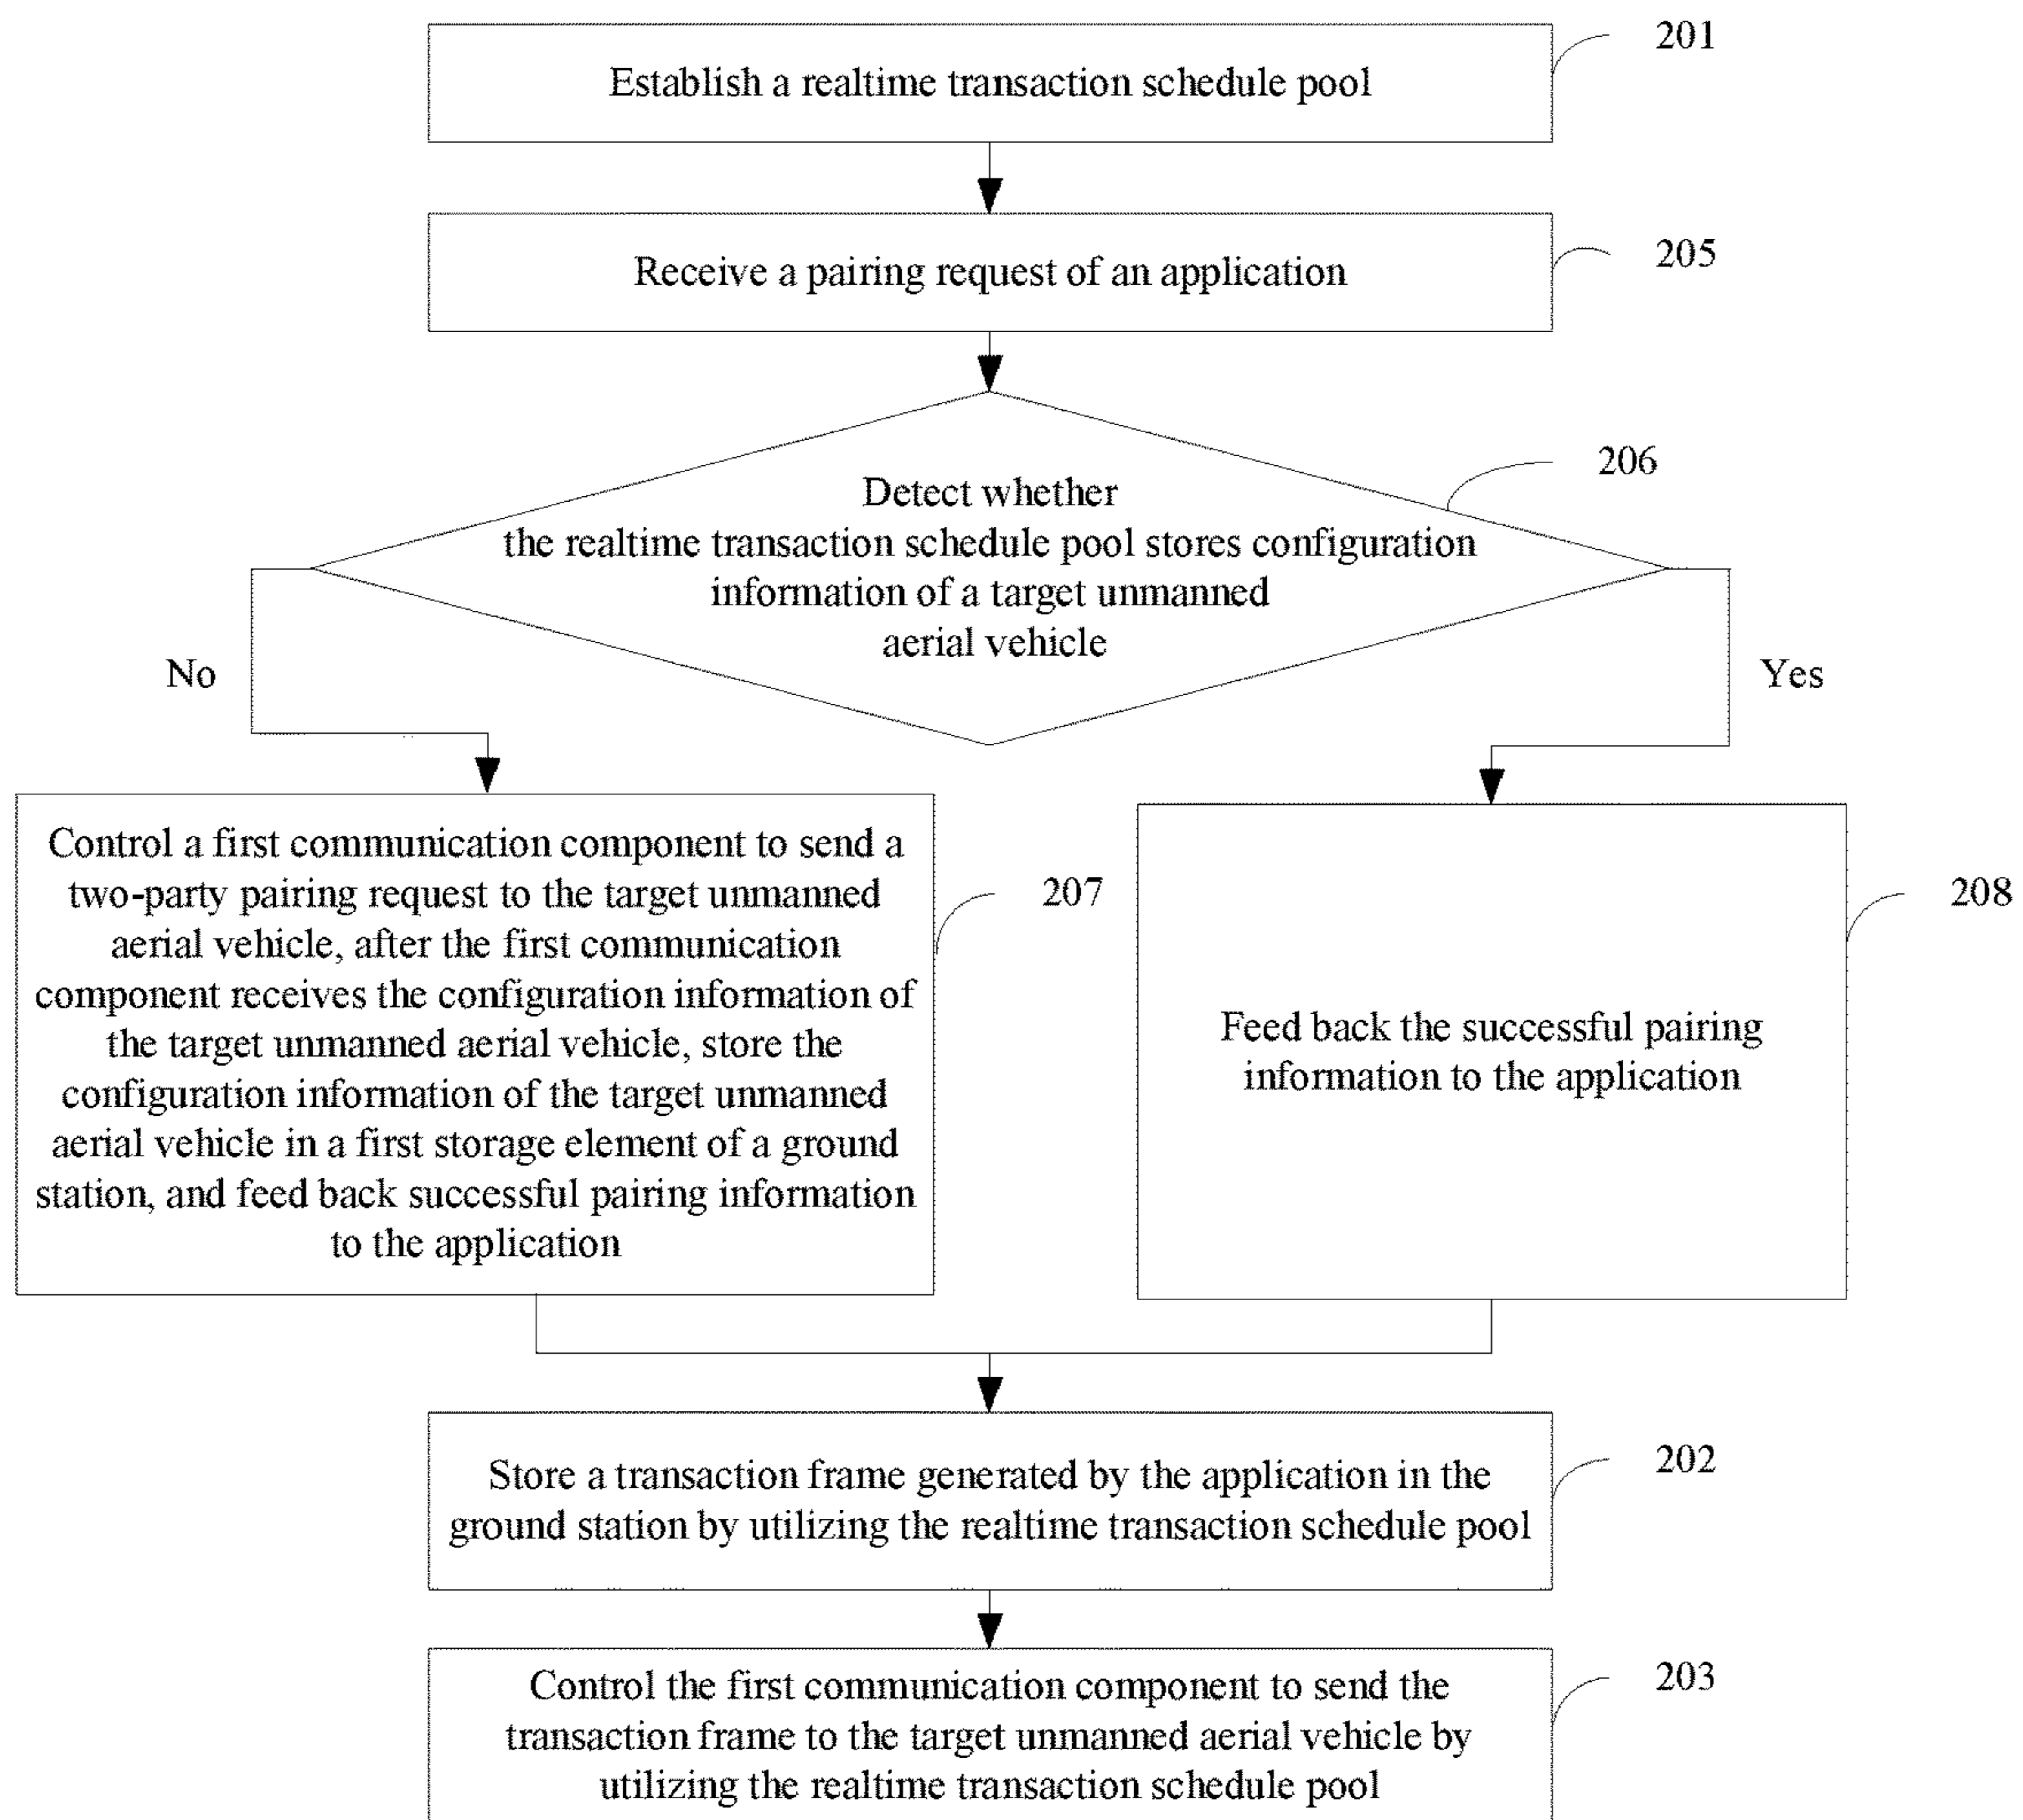 201
Establish a realtime transaction schedule pool
205
Receive a pairing request of an application
206
Detect whether
the realtime transaction schedule pool stores configuration
information of a target unmanned
aerial vehicle
No
Yes
Control a first communication component to send a
two-party pairing request to the target unmanned
aerial vehicle, after the first communication
component receives the configuration information of
the target unmanned aerial vehicle, store the
configuration information of the target unmanned
aerial vehicle in a first storage element of a ground
station, and feed back successful pairing information
to the application
207
Feed back the successful pairing
information to the application
208
Store a transaction frame generated by the application in the
ground station by utilizing the realtime transaction schedule pool
202
Control the first communication component to send the
transaction frame to the target unmanned aerial vehicle by
utilizing the realtime transaction schedule pool
203